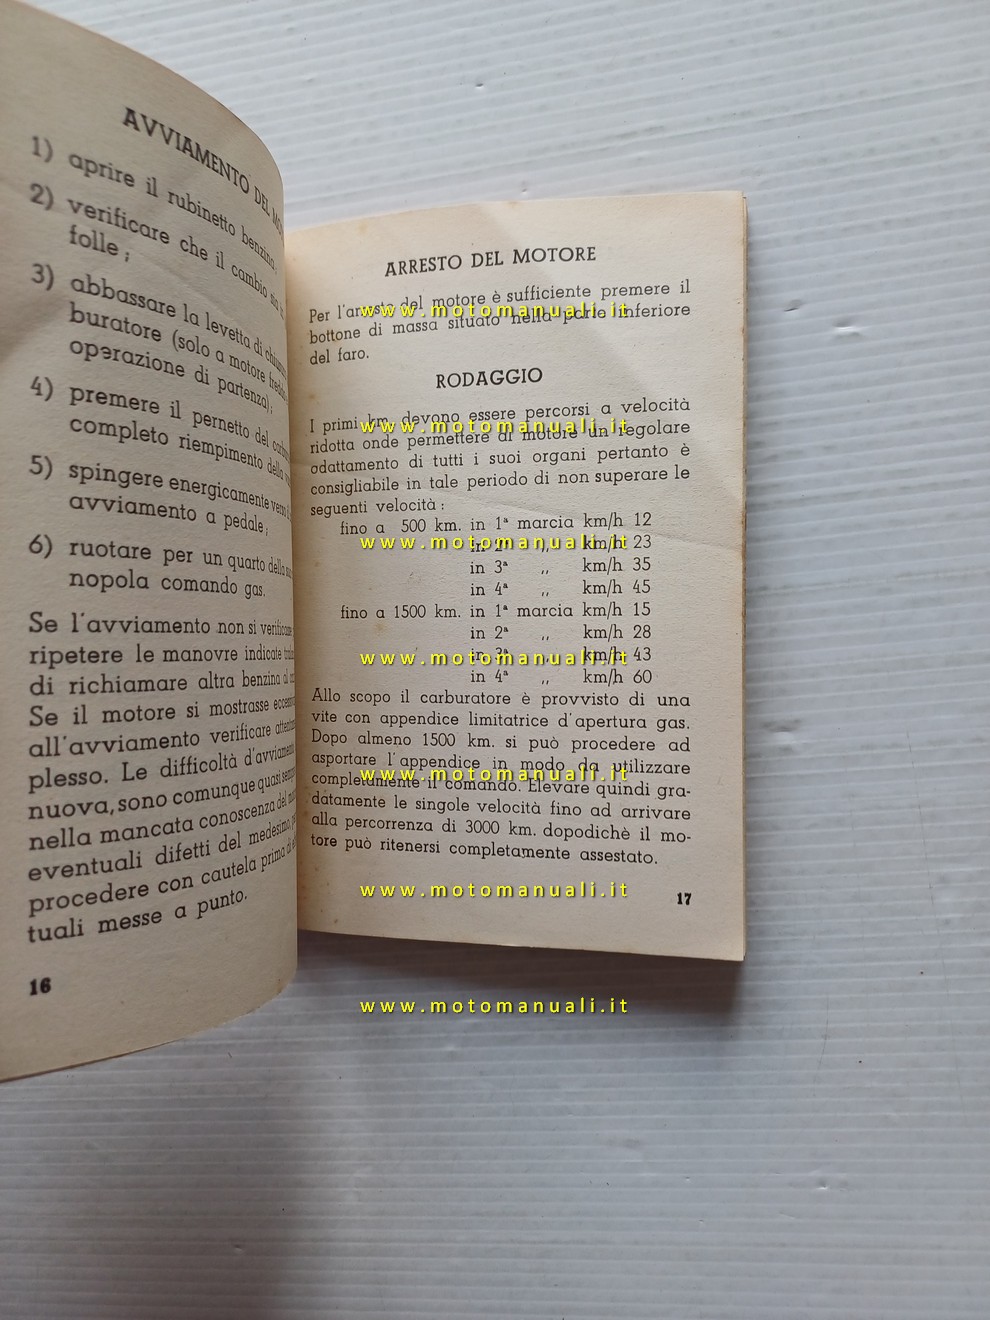 AVVIAMENTO DEL
1) aprire il rubinetto benzina;
2) verificare che il cambio sia in
folle;
3) abbassare la levetta di
buratore (solo a motore
operazione di partenza);
4) premere il pernetto del
completo riempimento della
5) spingere energicamente
avviamento a pedale;
6) ruotare per un quarto della
nopola comando gas.
Se l'avviamento non si
ripetere le manovre indicate
di richiamare altra benzina al
Se il motore si mostrasse
all'avviamento verificare
plesso. Le difficoltà d'avviamento
nuova, sono comunque quasi
nella mancata conoscenza del
eventuali difetti del medesimo,
procedere con cautela prima di
tuali messe a punto.
16
ARRESTO DEL MOTORE
Per l'arresto del motore è sufficiente premere il
bottone di massa situato nella parte inferiore
del faro.
RODAGGIO
I primi km. devono essere percorsi a velocità
ridotta onde permettere al motore un regolare
adattamento di tutti i suoi organi pertanto è
consigliabile in tale periodo di non superare le
seguenti velocità :
fino a 500 km. in 1ª marcia km/h 12
in 2ª ,, km/h 23
in 3ª ,, km/h 35
in 4ª ,, km/h 45
fino a 1500 km. in 1ª marcia km/h 15
in 2ª ,, km/h 28
in 3ª ,, km/h 43
in 4ª ,, km/h 60
Allo scopo il carburatore è provvisto di una
vite con appendice limitatrice d'apertura gas.
Dopo almeno 1500 km. si può procedere ad
asportare l'appendice in modo da utilizzare
completamente il comando. Elevare quindi gra-
datamente le singole velocità fino ad arrivare
alla percorrenza di 3000 km. dopodichè il mo-
tore può ritenersi completamente assestato.
17
www.motomanuali.it
www.motomanuali.it
www.motomanuali.it
www.motomanuali.it
www.motomanuali.it
www.motomanuali.it
www.motomanuali.it